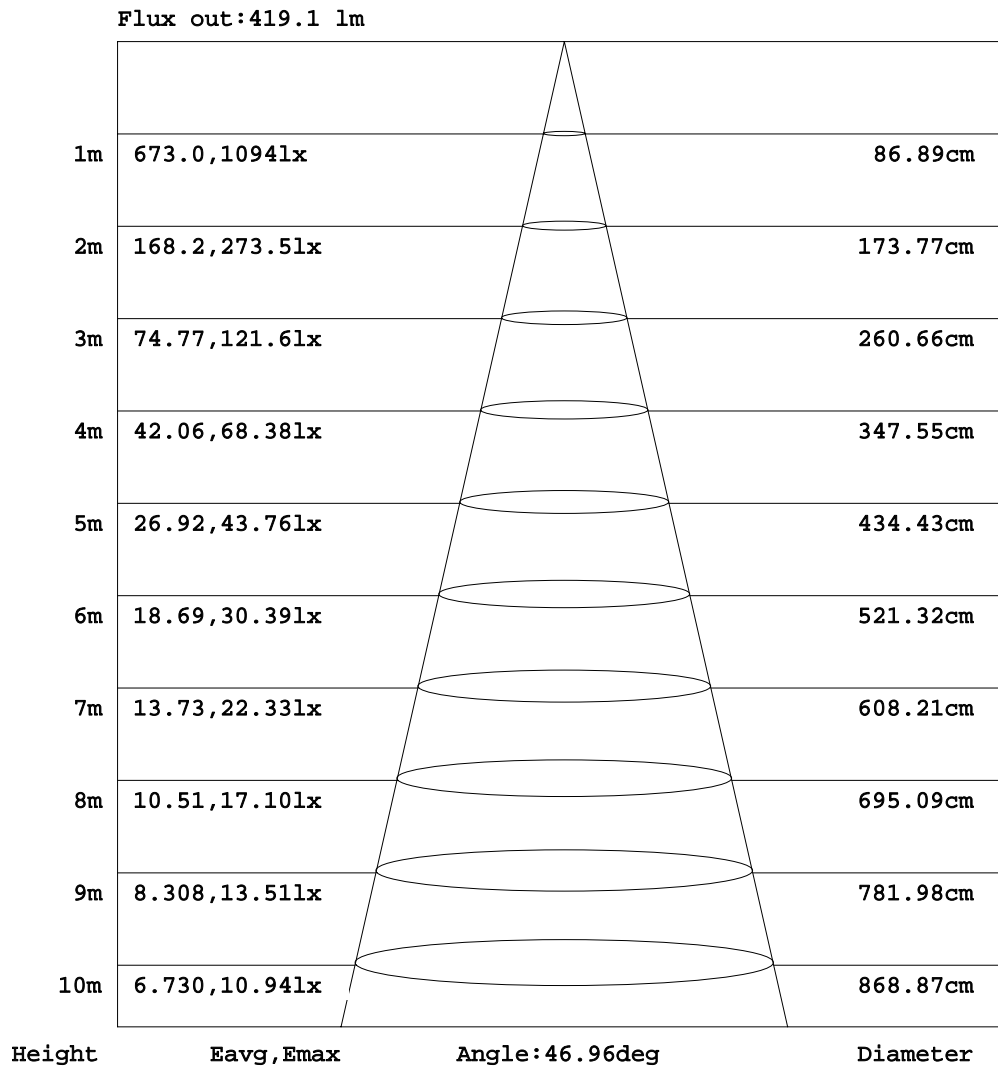 Flux out:419.1 lm
1m 673.0,1094lx 86.89cm
2m 168.2,273.5lx 173.77cm
3m 74.77,121.6lx 260.66cm
4m 42.06,68.38lx 347.55cm
5m 26.92,43.76lx 434.43cm
6m 18.69,30.39lx 521.32cm
7m 13.73,22.33lx 608.21cm
8m 10.51,17.10lx 695.09cm
9m 8.308,13.51lx 781.98cm
10m 6.730,10.94lx 868.87cm
Height Eavg,Emax Angle:46.96deg Diameter